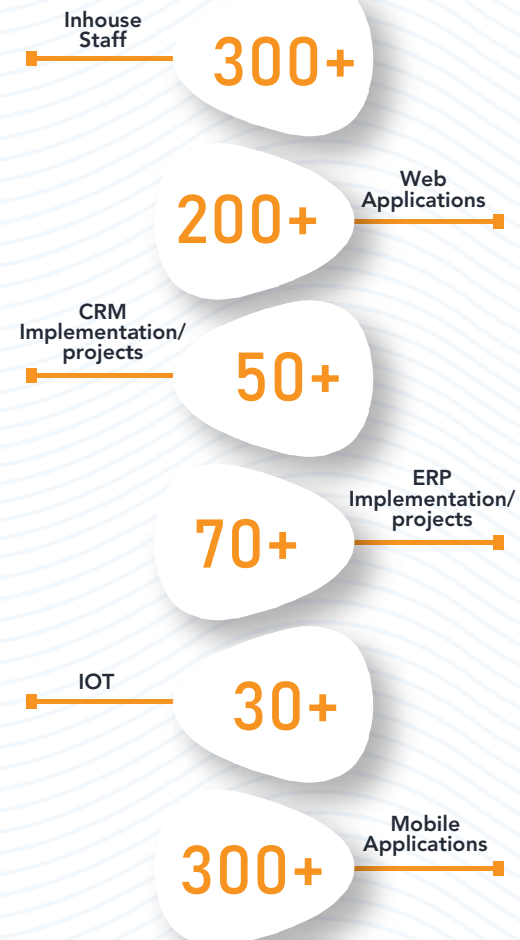 Inhouse
Staff
300+
Web
Applications
200+
CRM
Implementation/
projects
50+
ERP
Implementation/
projects
70+
IOT
30+
Mobile
Applications
300+